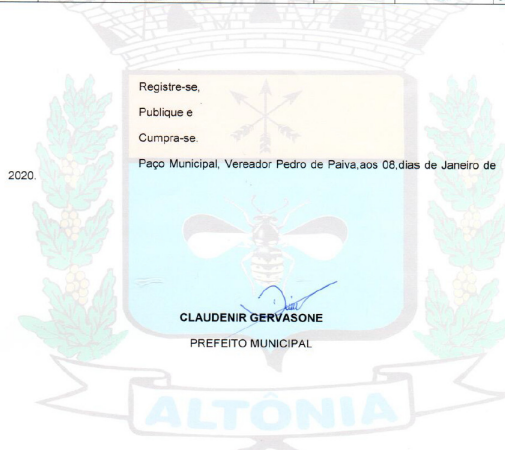 Registre-se,
Publique e
Cumpra-se.
Paço Municipal, Vereador Pedro de Paiva,aos 08,dias de Janeiro de
2020.
CLAUDENIR GERVASONE
PREFEITO MUNICIPAL
ALTÔNIA